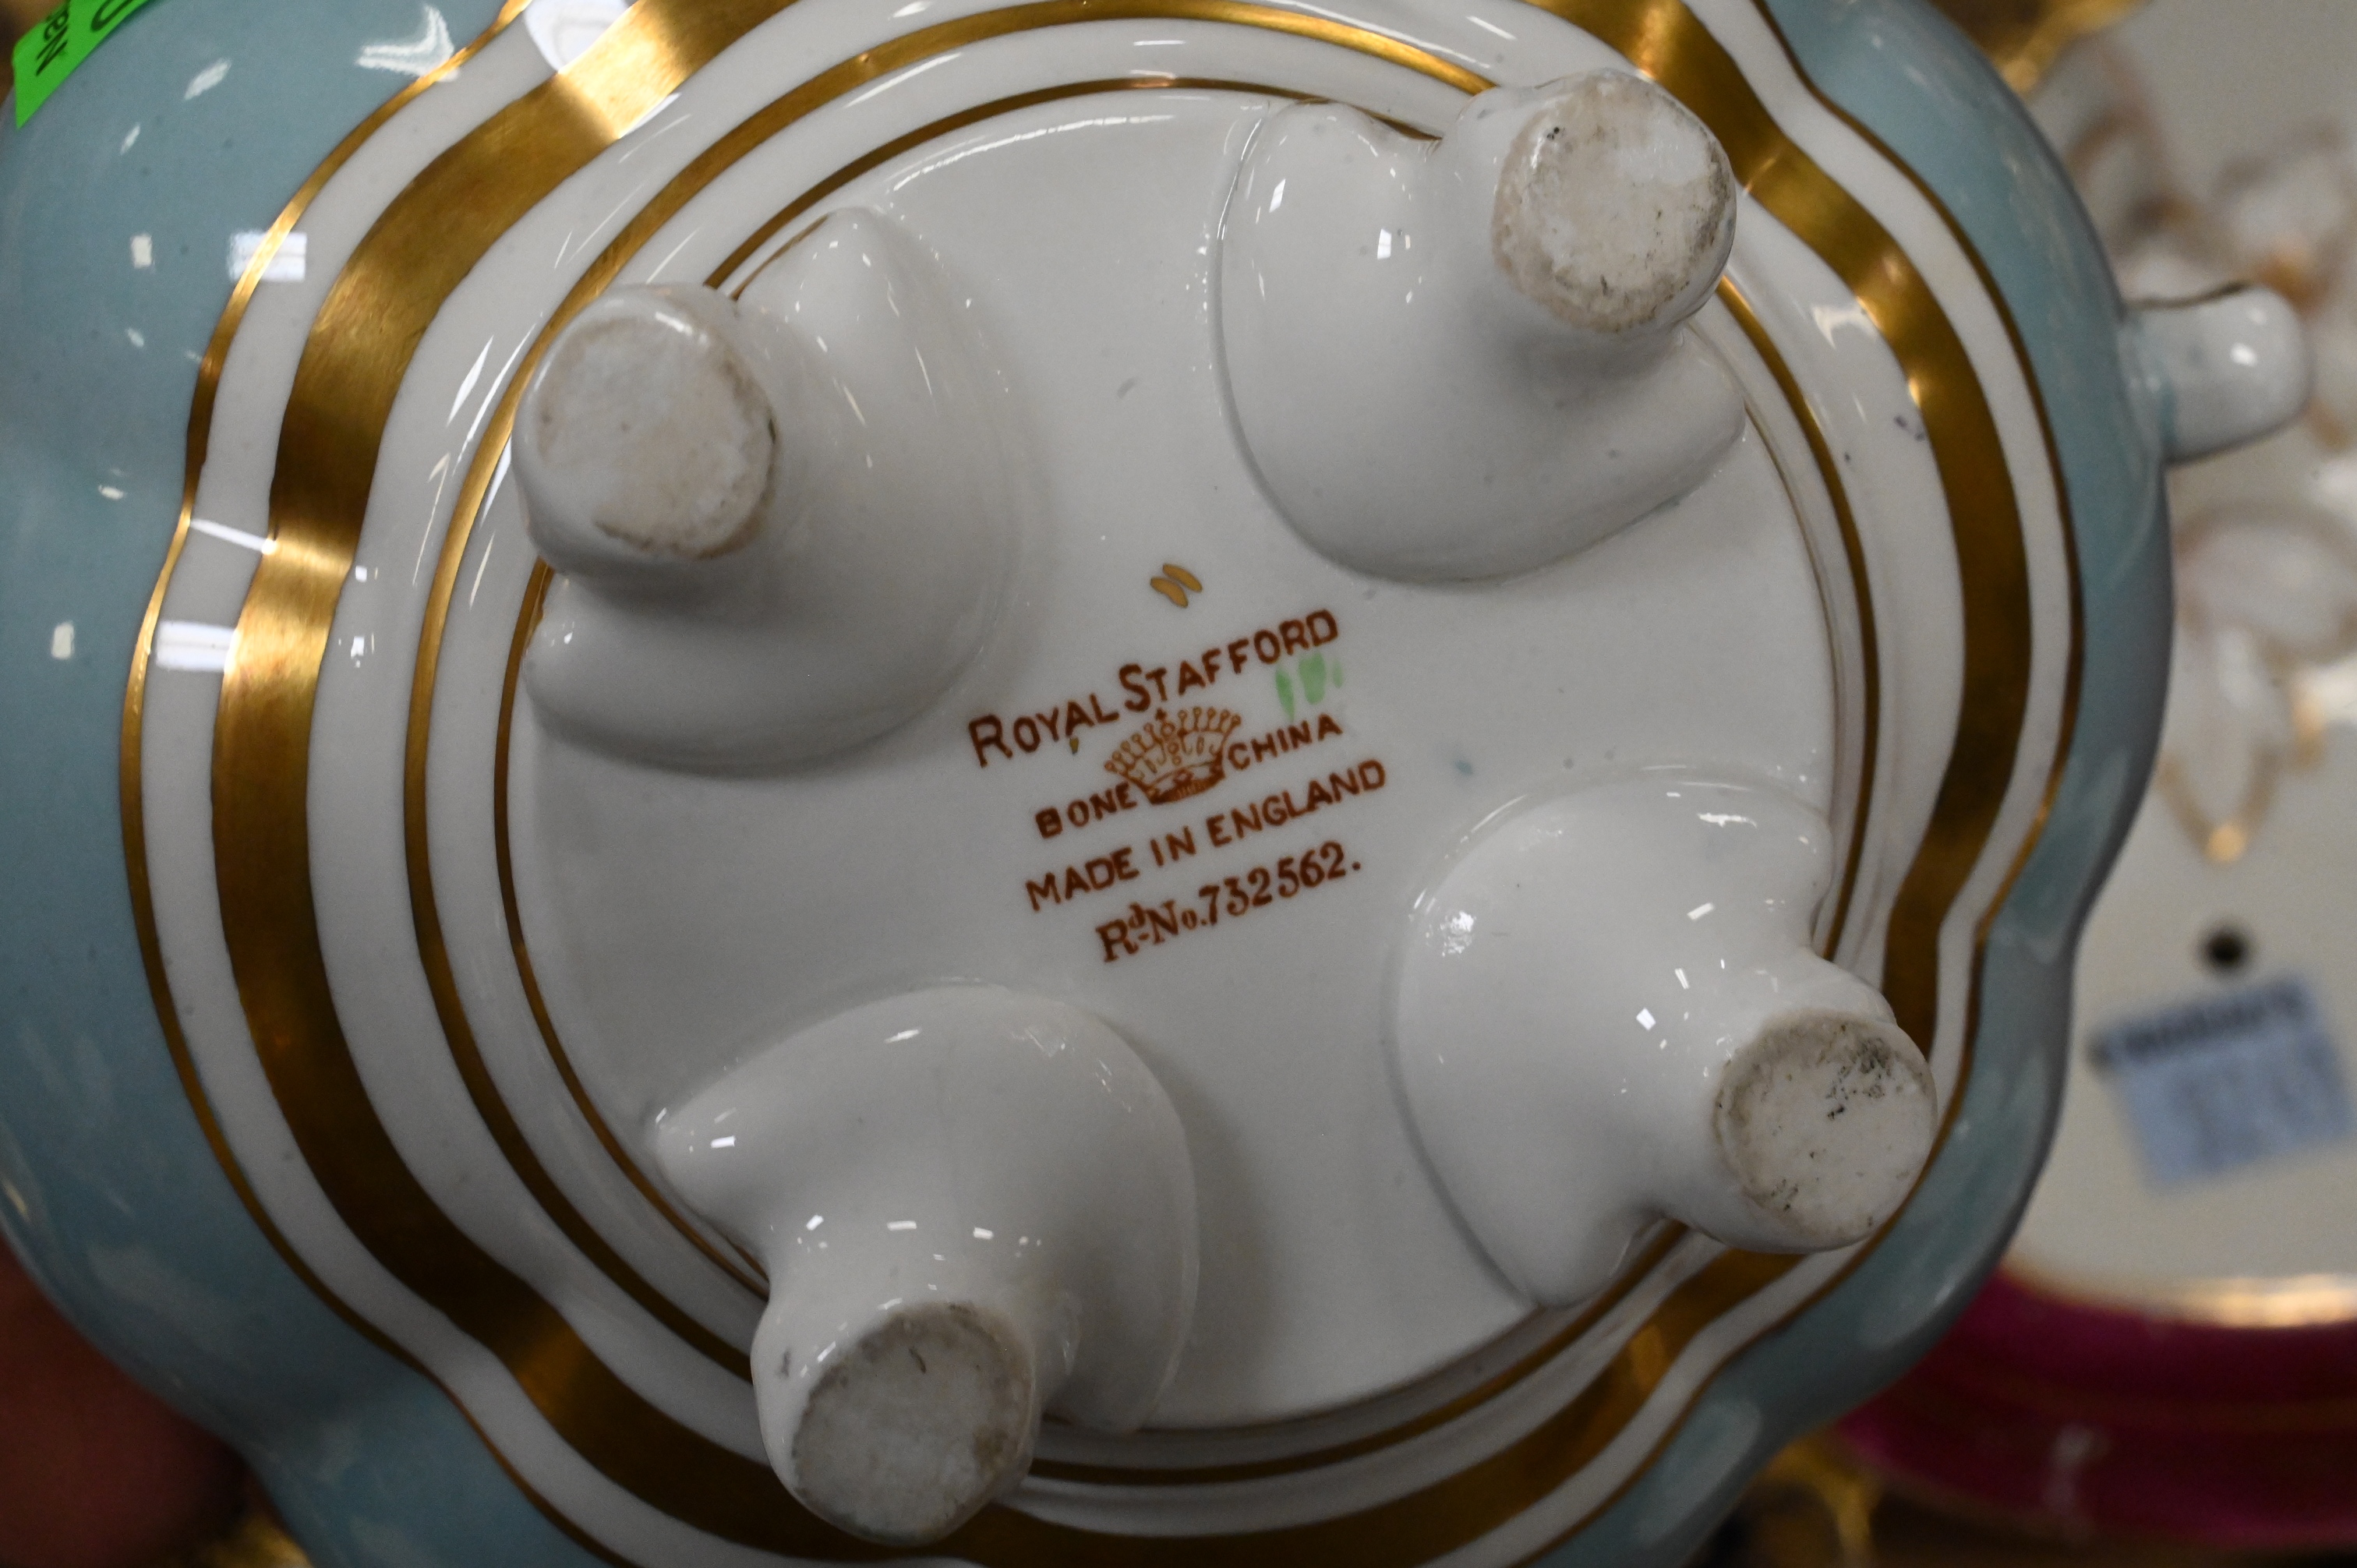 ROYAL STAFFORD
BONE CHINA
MADE IN ENGLAND
Rd No. 732562.